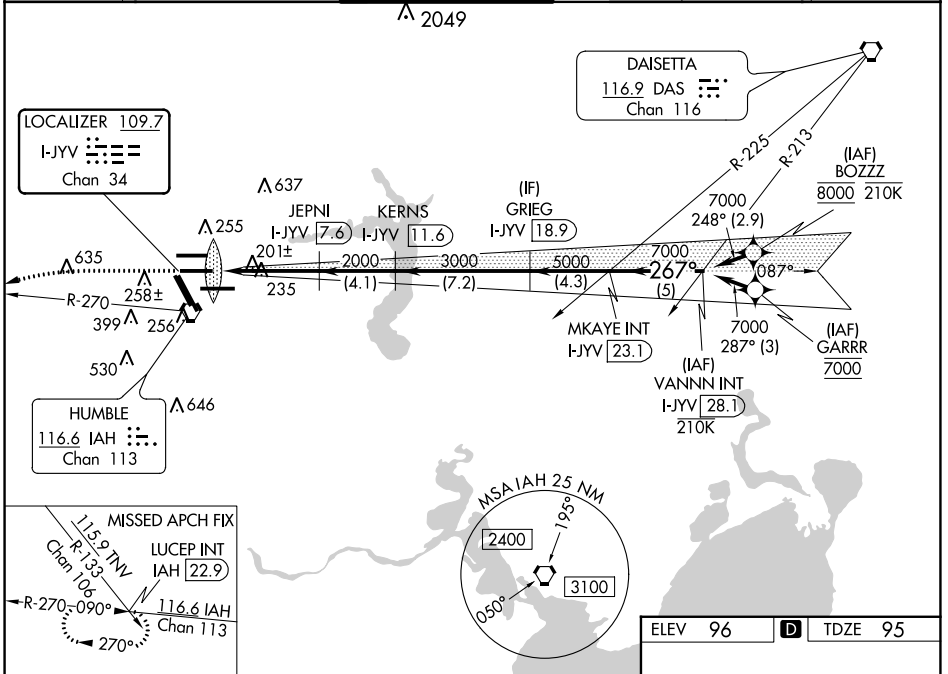 2049
DAISETTA
116.9 DAS
Chan 116
LOCALIZER 109.7
I-JYV
Chan 34
R-225
R-213
(IAF)
BOZZZ
8000 210K
7000
248° (2.9)
637
255
JEPNI
I-JYV 7.6
KERNS
I-JYV 11.6
(IF)
GRIEG
I-JYV 18.9
201±
235
2000
(4.1)
3000
(7.2)
5000
(4.3)
7000
267°
(5)
087°
635
258±
R-270
399
256
530
646
MKAYE INT
I-JYV 23.1
7000
287° (3)
(IAF)
GARRR
7000
(IAF)
VANNN INT
I-JYV 28.1
210K
HUMBLE
116.6 IAH
Chan 113
MISSED APCH FIX
115.9 TNV
R-133
Chan 106
LUCEP INT
IAH 22.9
R-270
090°
116.6 IAH
Chan 113
270°
MSA IAH 25 NM
195°
2400
3100
050°
ELEV 96 D TDZE 95